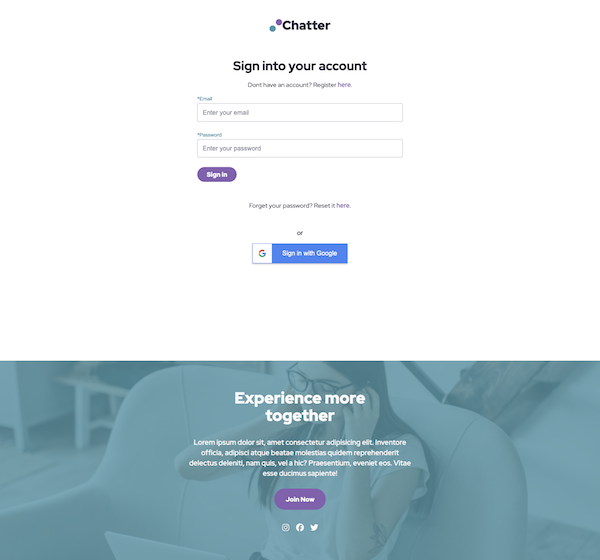 Chatter
Sign into your account
Dont have an account? Register here.
*Email
Enter your email
*Password
Enter your password
Sign in
Forget your password? Reset it here.
or
Sign in with Google
Experience more
together
Lorem ipsum dolor sit, amet consectetur adipisicing elit. Inventore
officia, adipisci atque beatae molestias quidem reprehenderit
delectus deleniti, nam quis, vel a hic? Praesentium, eveniet eos. Vitae
esse ducimus sapiente!
Join Now